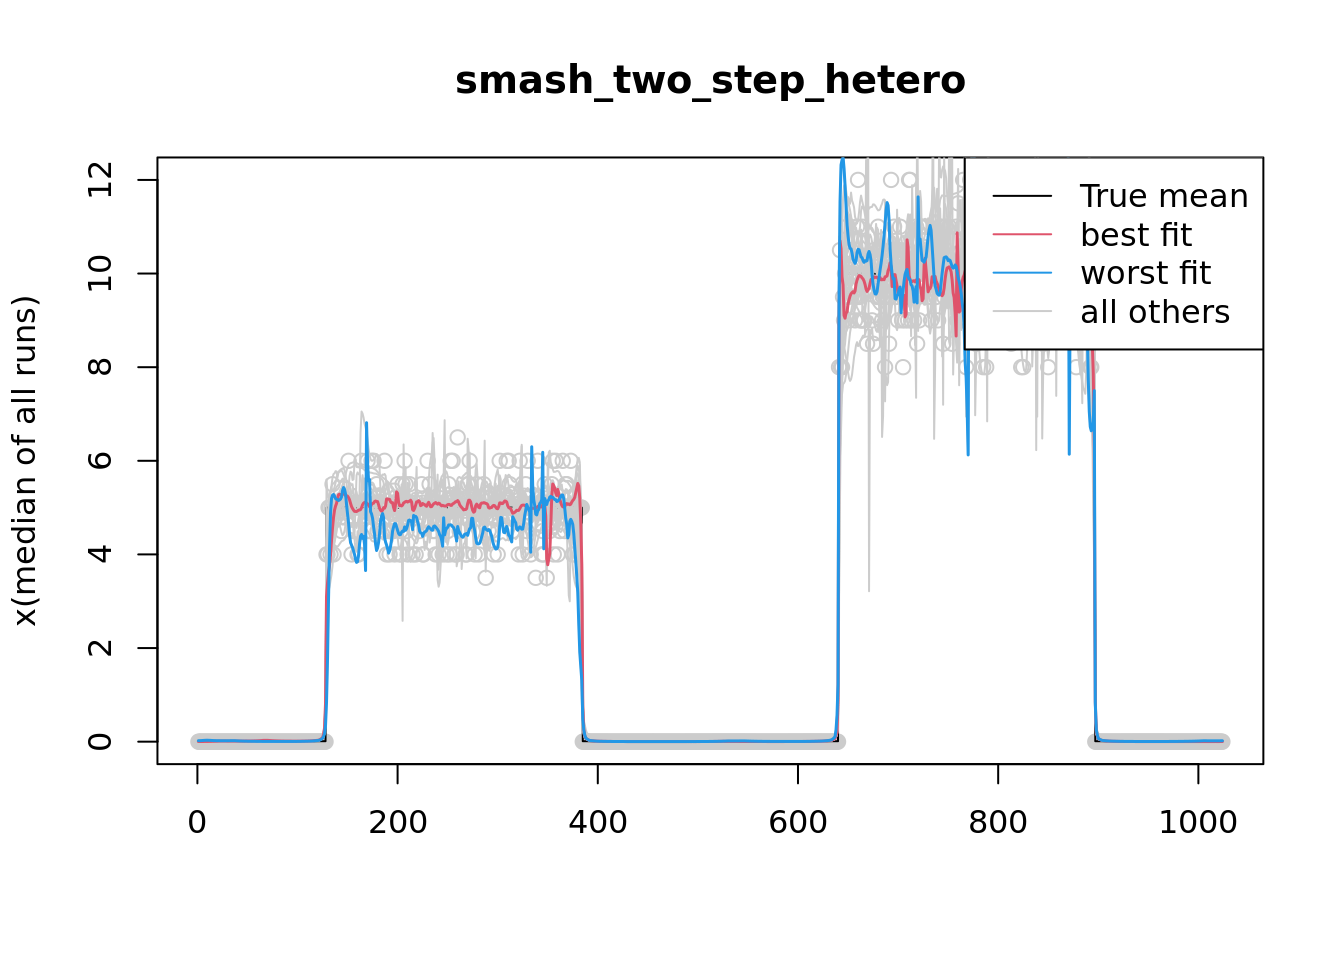 smash_two_step_hetero
x(median of all runs)
12
10
8
6
4
2
0
True mean
best fit
worst fit
all others
0 200 400 600 800 1000